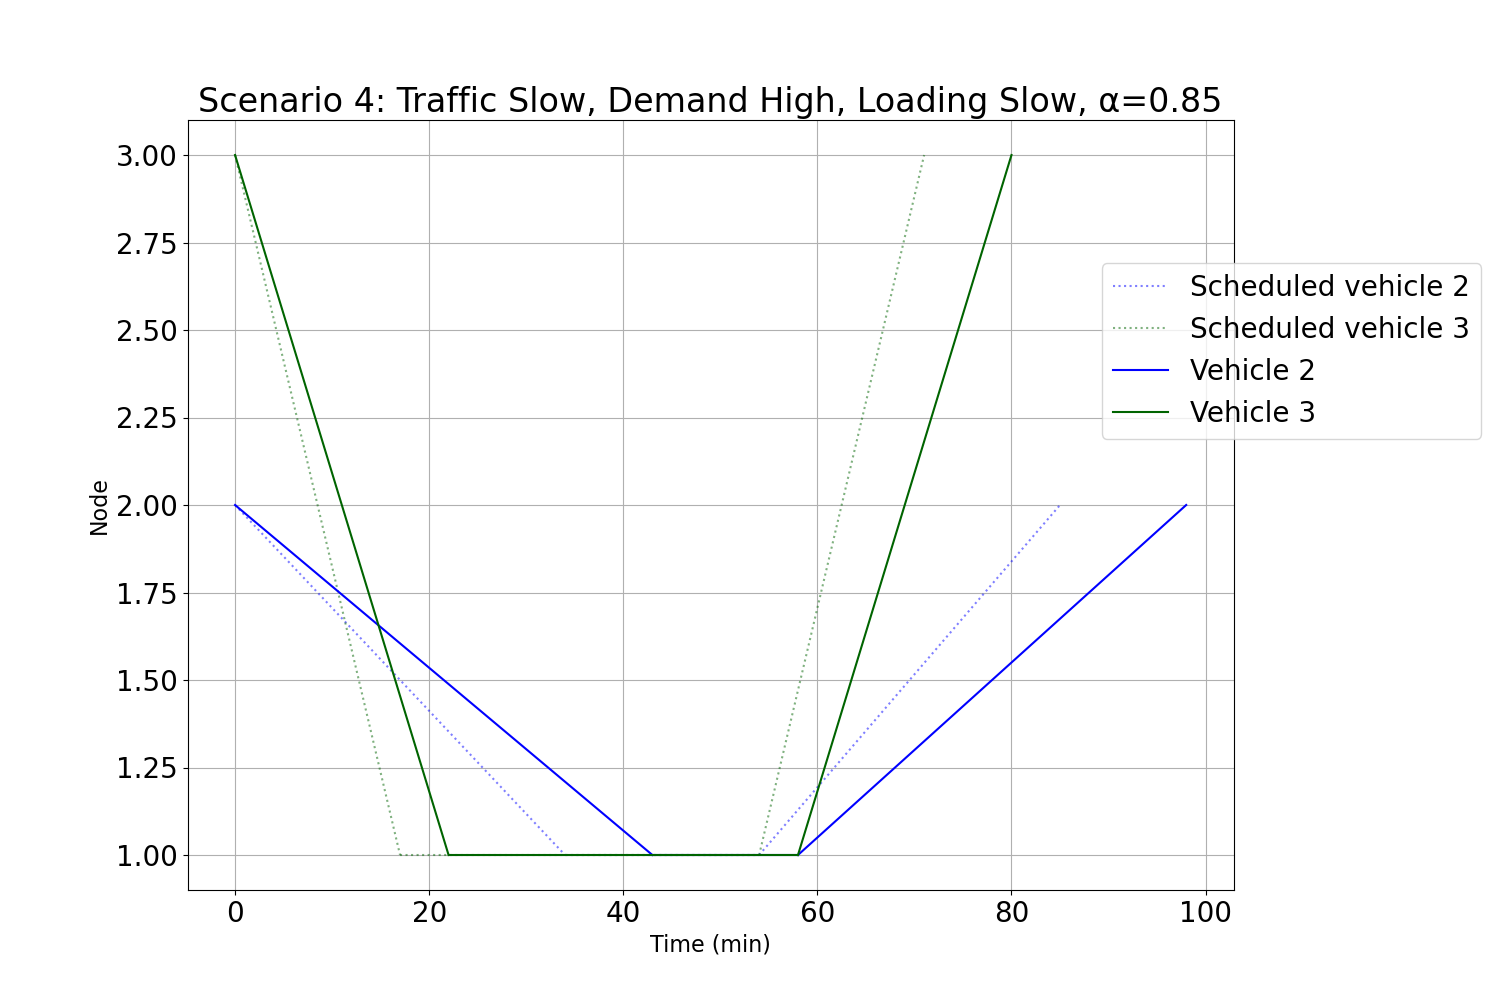 Scenario 4: Traffic Slow, Demand High, Loading Slow, α=0.85
3.00
2.75
2.50
2.25
2.00
1.75
1.50
1.25
1.00
Node
0 20 40 60 80 100
Time (min)
Scheduled vehicle 2
Scheduled vehicle 3
Vehicle 2
Vehicle 3